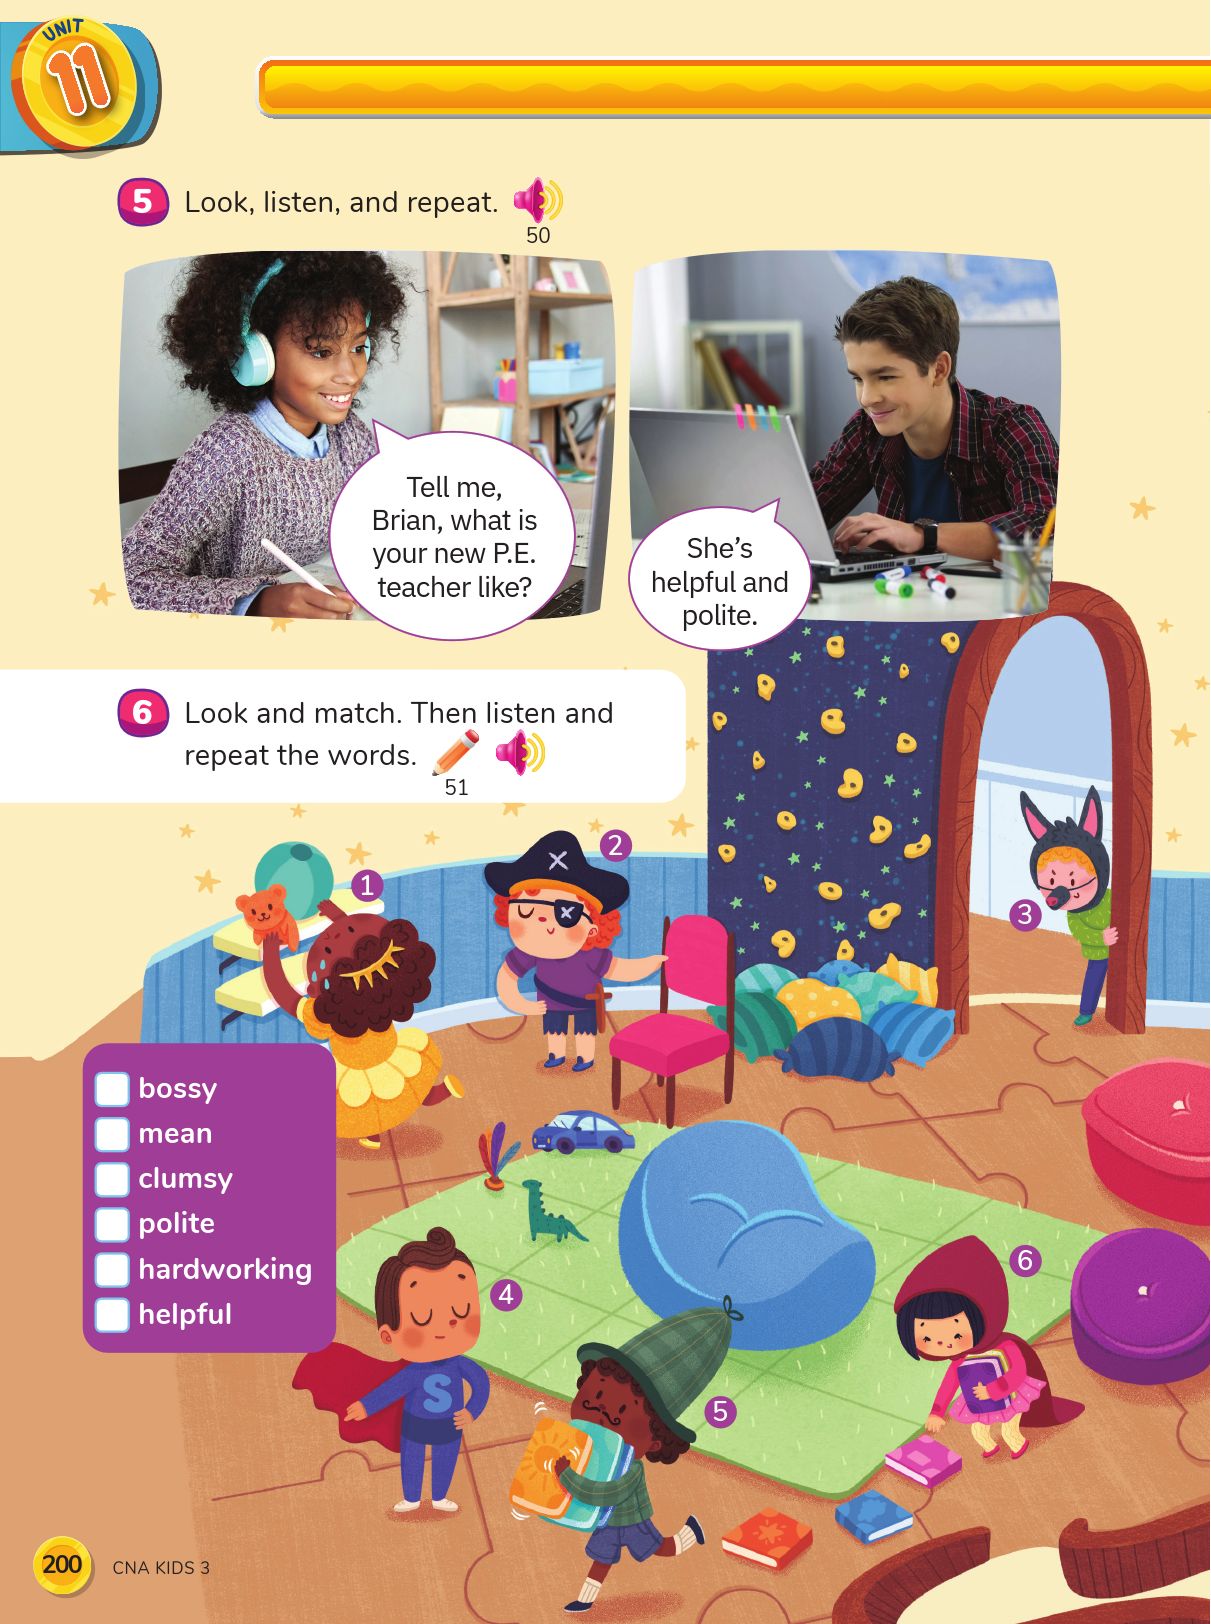 UNIT
11
5 Look, listen, and repeat.
50
Tell me,
Brian, what is
your new P.E.
teacher like?
She's
helpful and
polite.
6 Look and match. Then listen and
repeat the words.
51
1
2
3
bossy
mean
clumsy
polite
hardworking
helpful
4
S
5
6
200 CNA KIDS 3